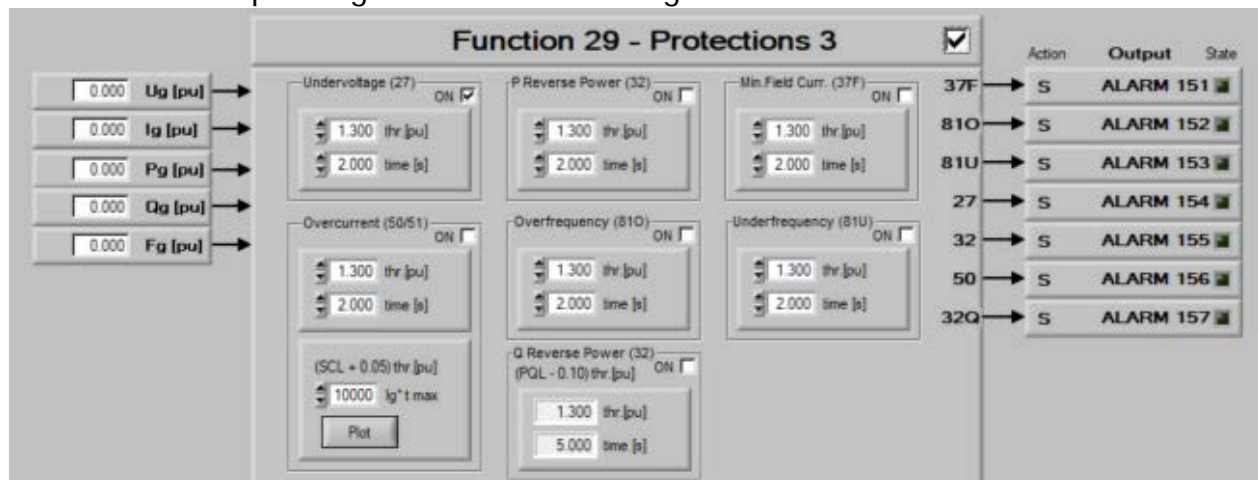 Function 29 - Protections 3
Action Output State
0.000 Ug [pu]
0.000 Ig [pu]
0.000 Pg [pu]
0.000 Qg [pu]
0.000 Fg [pu]
Undervoltage (27)
ON
1.300 thr.[pu]
2.000 time [s]
P Reverse Power (32)
ON
1.300 thr.[pu]
2.000 time [s]
Min.Field Curr. (37F)
ON
1.300 thr.[pu]
2.000 time [s]
Overcurrent (50/51)
ON
1.300 thr.[pu]
2.000 time [s]
(SCL + 0.05) thr.[pu]
10000 Ig*t max
Plot
Overfrequency (81O)
ON
1.300 thr.[pu]
2.000 time [s]
Underfrequency (81U)
ON
1.300 thr.[pu]
2.000 time [s]
Q Reverse Power (32)
(PQL - 0.10) thr.[pu] ON
1.300 thr.[pu]
5.000 time [s]
37F S ALARM 151
81O S ALARM 152
81U S ALARM 153
27 S ALARM 154
32 S ALARM 155
50 S ALARM 156
32Q S ALARM 157